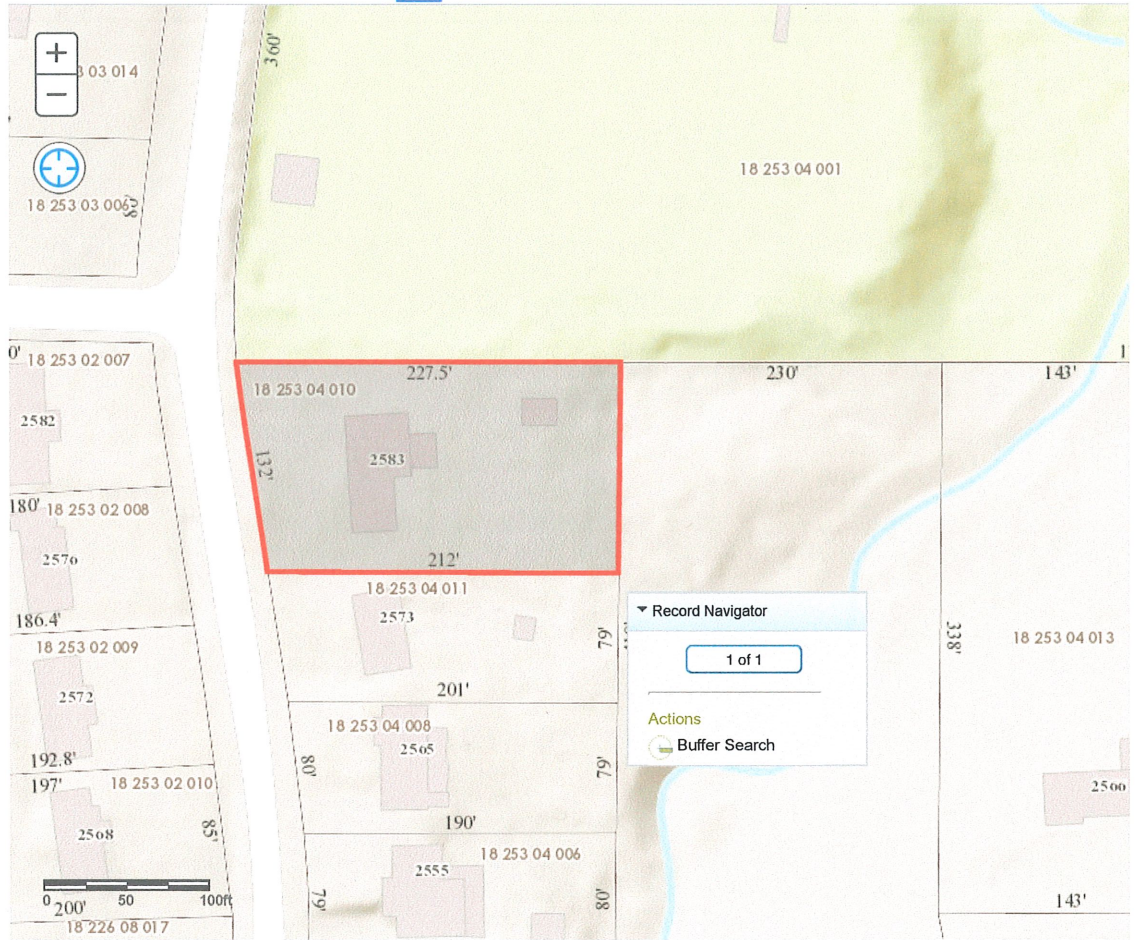 +
3 03 014
−
360'
18 253 04 001
18 253 03 006
85'
0'
18 253 02 007
227.5'
230'
143'
1
18 253 04 010
2582
132'
2583
180'
18 253 02 008
2576
212'
18 253 04 011
2573
79'
186.4'
18 253 02 009
Record Navigator
1 of 1
338'
18 253 04 013
2572
201'
Actions
Buffer Search
18 253 04 008
2565
192.8'
80'
79'
197'
18 253 02 010
2560
2568
85'
190'
18 253 04 006
2555
0 50 100ft
200'
79'
80'
143'
18 226 08 017